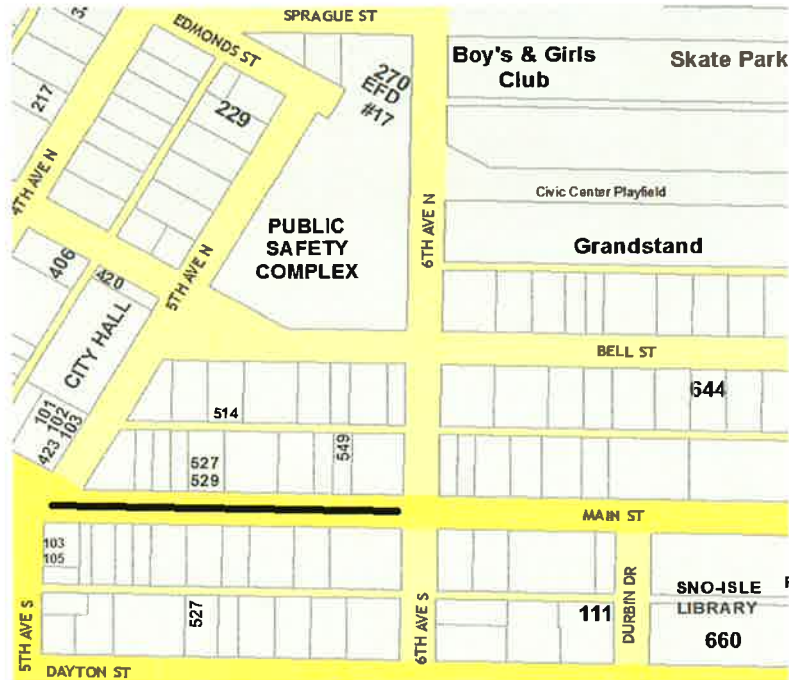 SPRAGUE ST
EDMONDS ST
Boy's & Girls
Club
Skate Park
270
EFD
#17
217
229
4TH AVE N
Civic Center Playfield
PUBLIC
SAFETY
COMPLEX
6TH AVE N
Grandstand
5TH AVE N
406
420
CITY HALL
BELL ST
644
514
101
102
423 103
549
527
529
MAIN ST
103
105
DURBIN DR
SNO-ISLE
LIBRARY
660
527
111
5TH AVE S
6TH AVE S
DAYTON ST